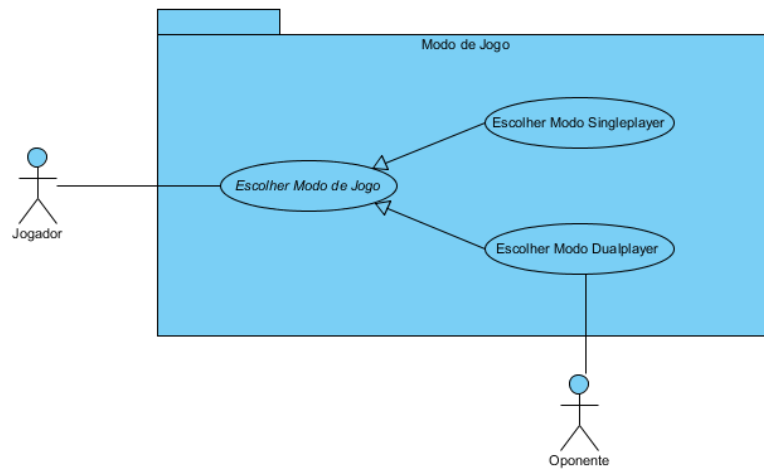 Modo de Jogo
Escolher Modo Singleplayer
Escolher Modo de Jogo
Jogador
Escolher Modo Dualplayer
Oponente